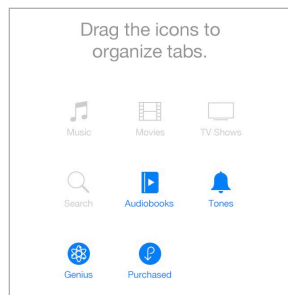 Drag the icons to
organize tabs.
Music Movies TV Shows
Search Audiobooks Tones
Genius Purchased